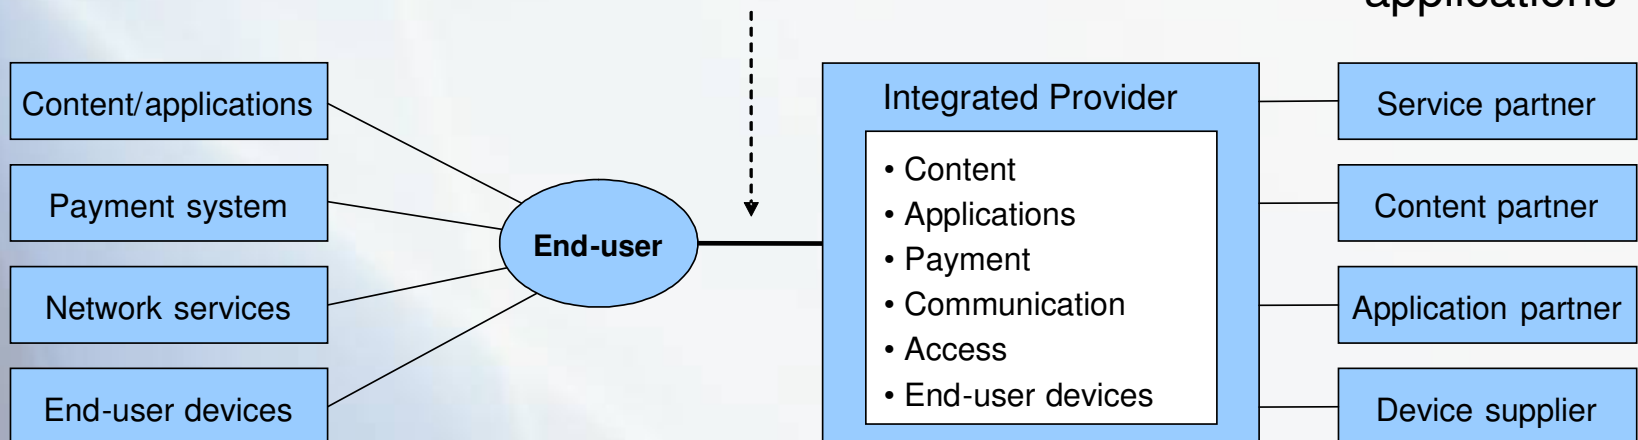 applications
Content/applications
Payment system
Network services
End-user devices
End-user
Integrated Provider
• Content
• Applications
• Payment
• Communication
• Access
• End-user devices
Service partner
Content partner
Application partner
Device supplier